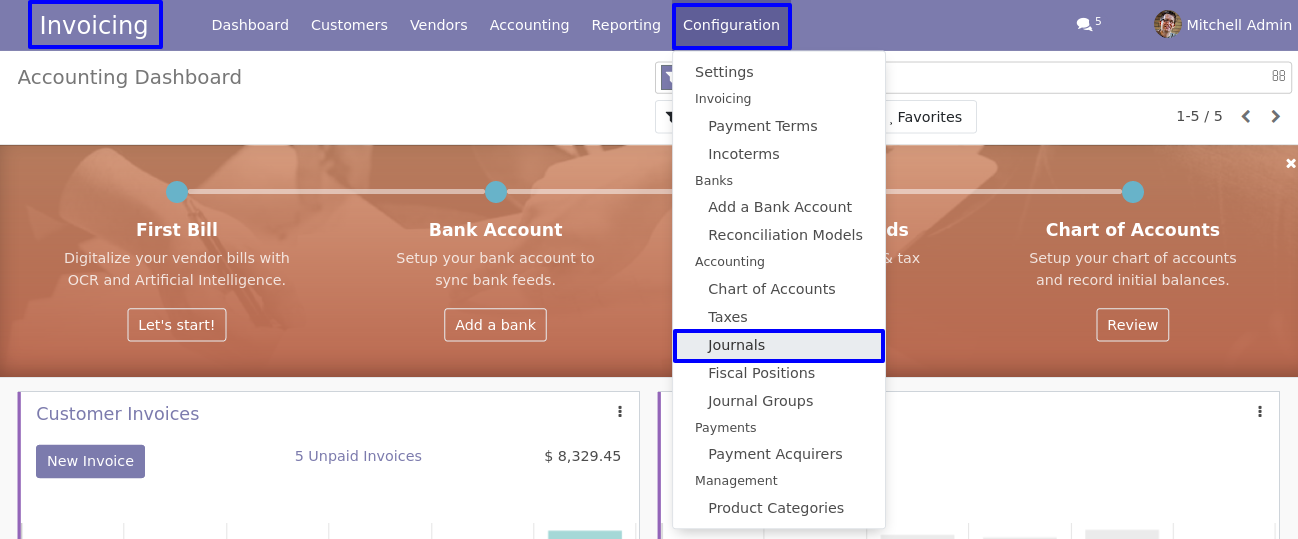 Invoicing Dashboard Customers Vendors Accounting Reporting Configuration 5 Mitchell Admin
Accounting Dashboard
Settings
Invoicing
Payment Terms
Incoterms
Banks
Add a Bank Account
Reconciliation Models
Accounting
Chart of Accounts
Taxes
Journals
Fiscal Positions
Journal Groups
Payments
Payment Acquirers
Management
Product Categories
Favorites 1-5 / 5
First Bill
Digitalize your vendor bills with
OCR and Artificial Intelligence.
Let's start!
Bank Account
Setup your bank account to
sync bank feeds.
Add a bank
& tax
Chart of Accounts
Setup your chart of accounts
and record initial balances.
Review
Customer Invoices
New Invoice 5 Unpaid Invoices $ 8,329.45